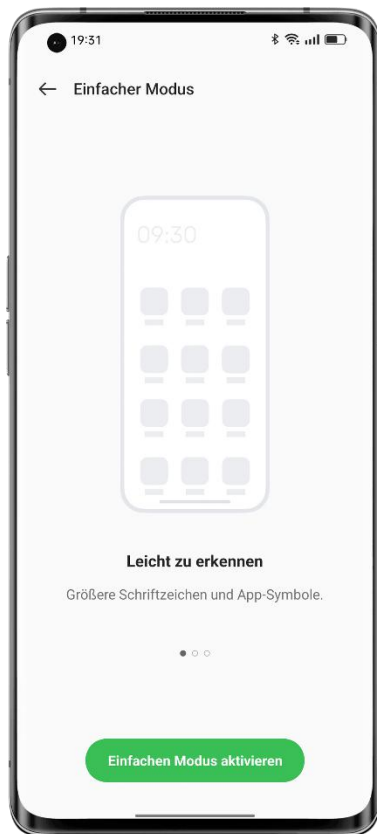 19:31
Einfacher Modus
09:30
Leicht zu erkennen
Größere Schriftzeichen und App-Symbole.
Einfachen Modus aktivieren